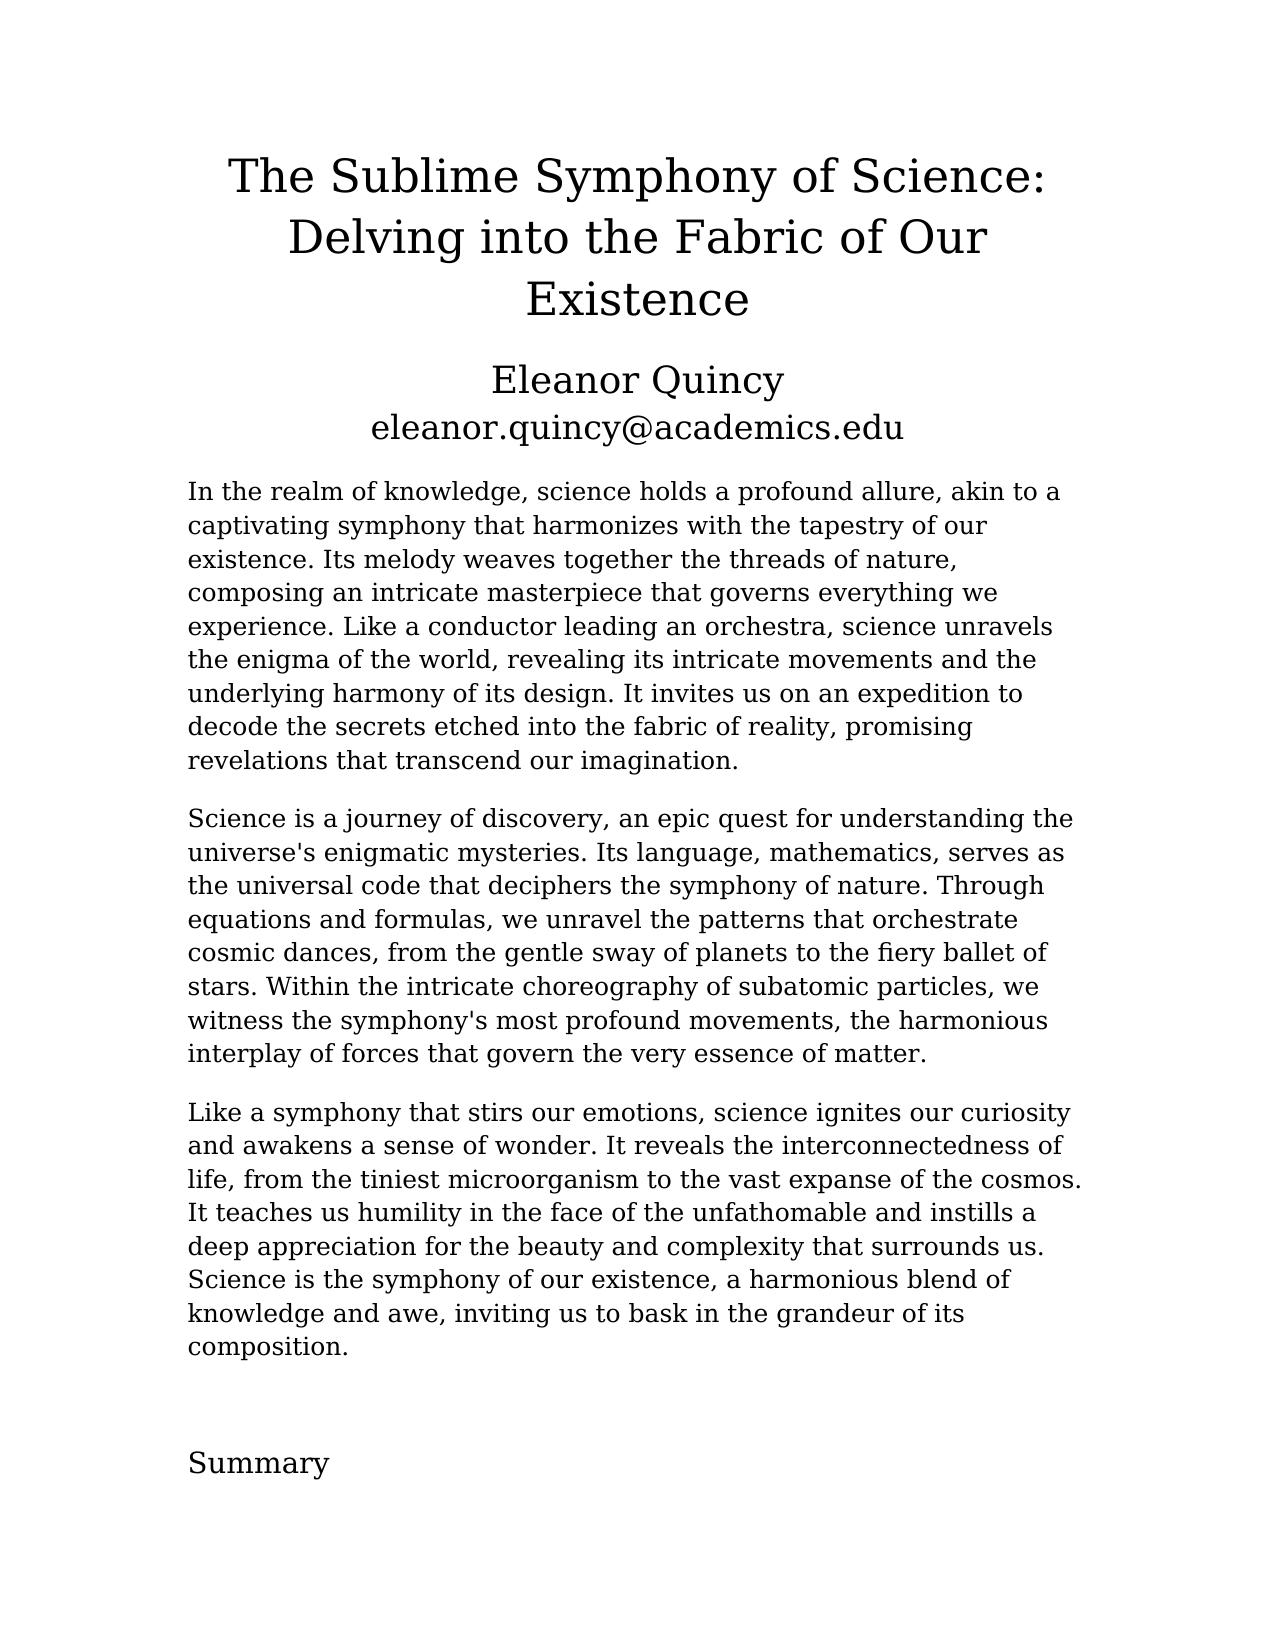 The Sublime Symphony of Science:
Delving into the Fabric of Our
Existence
Eleanor Quincy
eleanor.quincy@academics.edu
In the realm of knowledge, science holds a profound allure, akin to a
captivating symphony that harmonizes with the tapestry of our
existence. Its melody weaves together the threads of nature,
composing an intricate masterpiece that governs everything we
experience. Like a conductor leading an orchestra, science unravels
the enigma of the world, revealing its intricate movements and the
underlying harmony of its design. It invites us on an expedition to
decode the secrets etched into the fabric of reality, promising
revelations that transcend our imagination.
Science is a journey of discovery, an epic quest for understanding the
universe's enigmatic mysteries. Its language, mathematics, serves as
the universal code that deciphers the symphony of nature. Through
equations and formulas, we unravel the patterns that orchestrate
cosmic dances, from the gentle sway of planets to the fiery ballet of
stars. Within the intricate choreography of subatomic particles, we
witness the symphony's most profound movements, the harmonious
interplay of forces that govern the very essence of matter.
Like a symphony that stirs our emotions, science ignites our curiosity
and awakens a sense of wonder. It reveals the interconnectedness of
life, from the tiniest microorganism to the vast expanse of the cosmos.
It teaches us humility in the face of the unfathomable and instills a
deep appreciation for the beauty and complexity that surrounds us.
Science is the symphony of our existence, a harmonious blend of
knowledge and awe, inviting us to bask in the grandeur of its
composition.
Summary